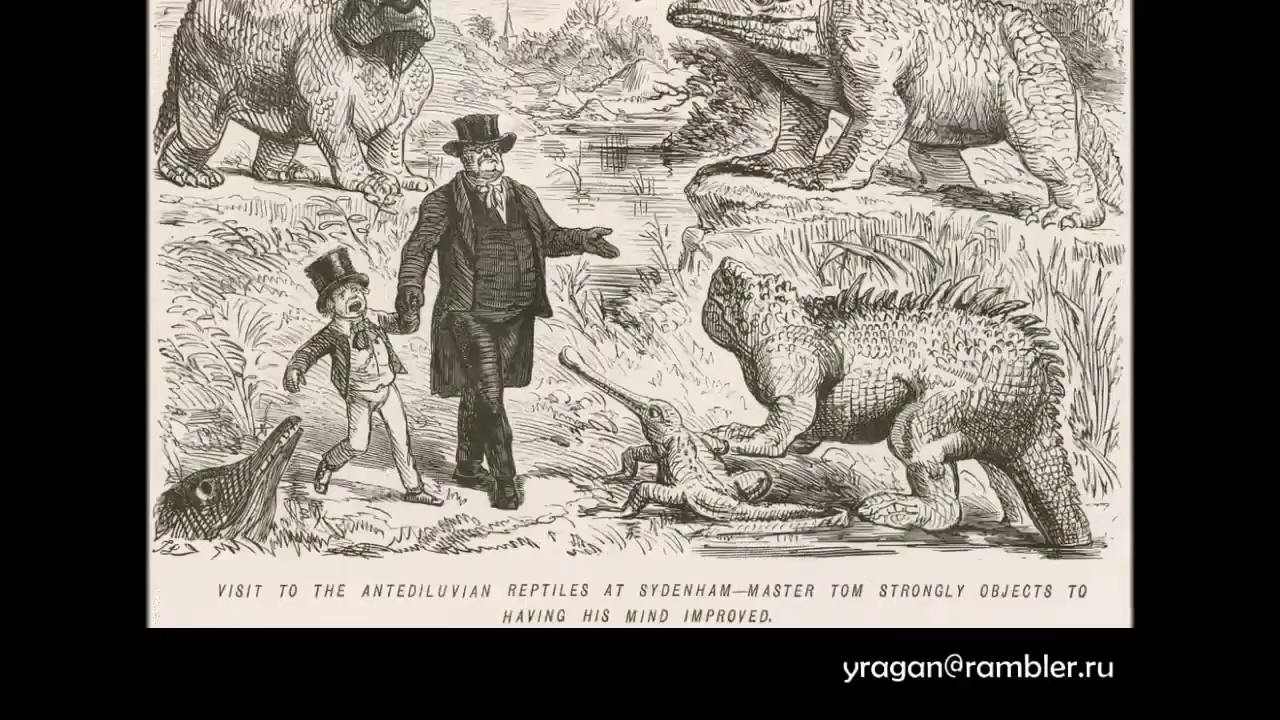 VISIT TO THE ANTEDILUVIAN REPTILES AT SYDENHAM—MASTER TOM STRONGLY OBJECTS TO
HAVING HIS MIND IMPROVED.
yragan@rambler.ru